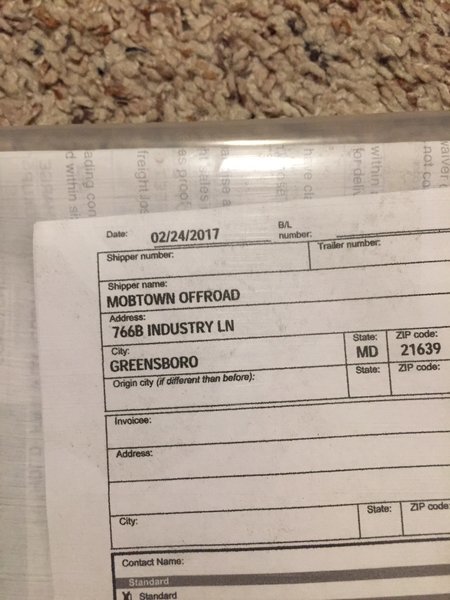 Date: 02/24/2017 B/L number:
Shipper number: Trailer number:
Shipper name:
MOBTOWN OFFROAD
Address:
766B INDUSTRY LN
City: State: ZIP code:
GREENSBORO MD 21639
Origin city (if different than before): State: ZIP code:
Invoicee:
Address:
City: State: ZIP code
Contact Name:
Standard
X Standard